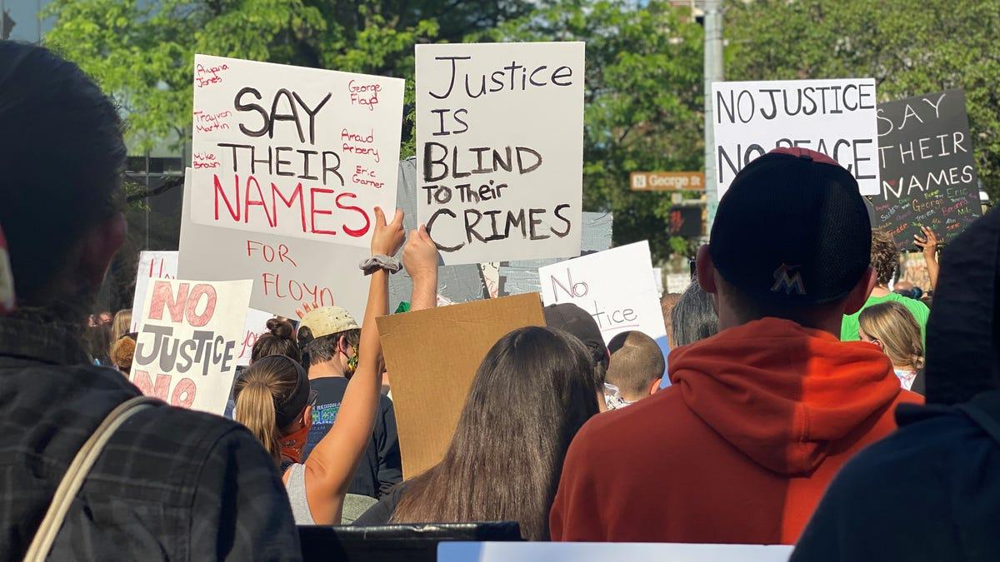 Aiyana
Jones
Trayvon
Martin
Mike
Brown
SAY
THEIR
NAMES
George
Floyd
Amaud
Arbery
Eric
Garner
FOR
FLOYD
Justice
IS
BLIND
To Their
CRIMES
NO JUSTICE
NO PEACE
SAY
THEIR
NAMES
George
Eric
N George St
NO
JUSTICE
NO
No
tice